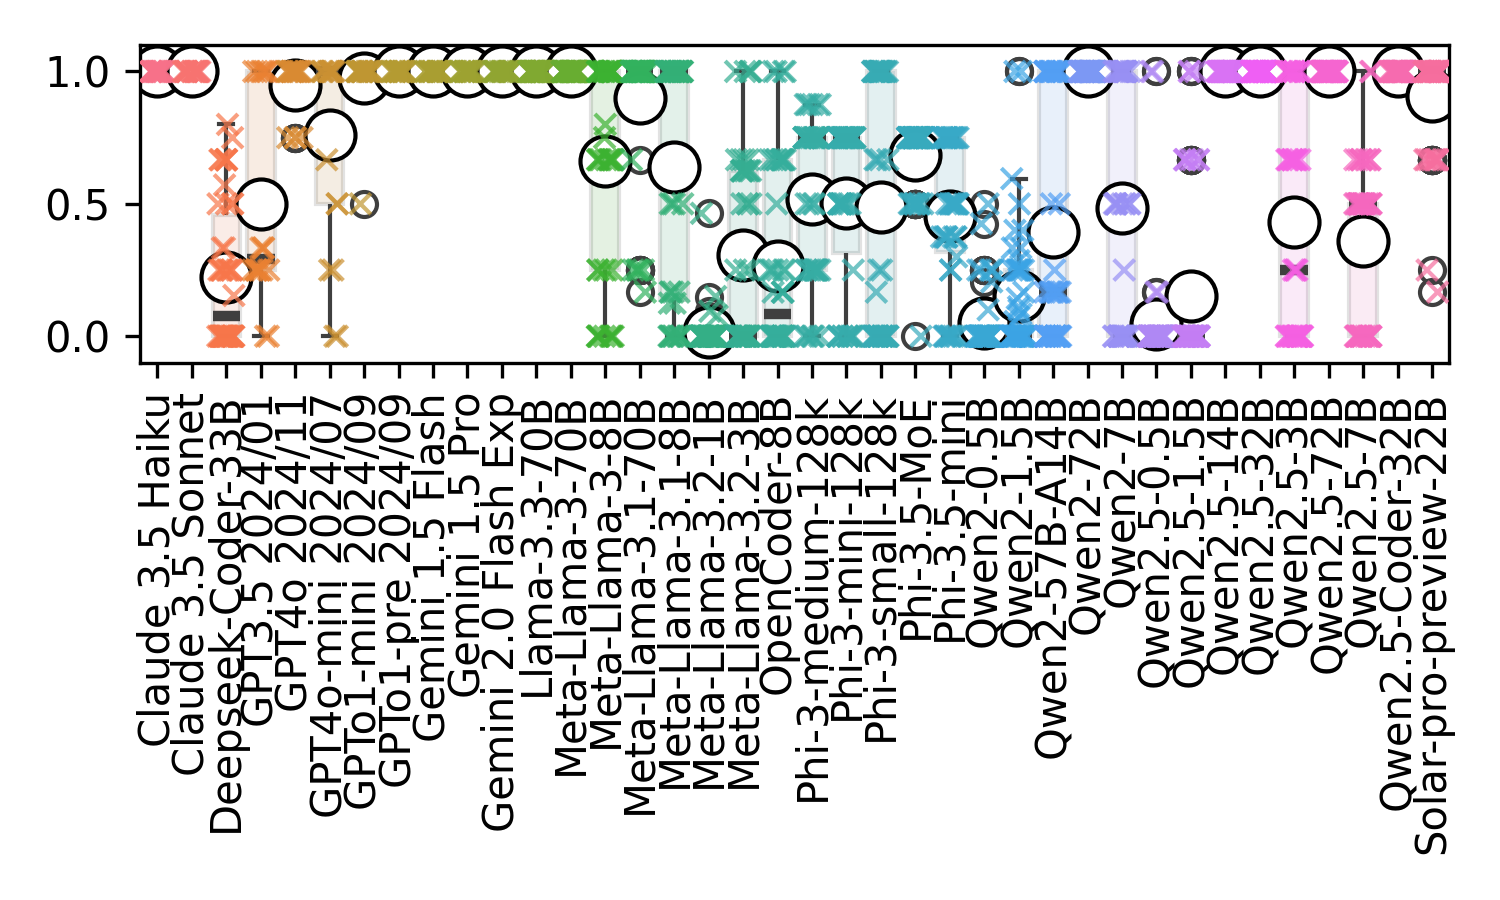 1.0
0.5
0.0
Claude 3.5 Haiku
Claude 3.5 Sonnet
Deepseek-Coder-33B
GPT3.5 2024/01
GPT4o 2024/11
GPT4o-mini 2024/07
GPTo1-mini 2024/09
GPTo1-pre 2024/09
Gemini 1.5 Flash
Gemini 1.5 Pro
Gemini 2.0 Flash Exp
Llama-3.3-70B
Meta-Llama-3-70B
Meta-Llama-3-8B
Meta-Llama-3.1-70B
Meta-Llama-3.1-8B
Meta-Llama-3.2-1B
Meta-Llama-3.2-3B
OpenCoder-8B
Phi-3-medium-128k
Phi-3-mini-128k
Phi-3-small-128k
Phi-3.5-MoE
Phi-3.5-mini
Qwen2-0.5B
Qwen2-1.5B
Qwen2-57B-A14B
Qwen2-72B
Qwen2-7B
Qwen2.5-0.5B
Qwen2.5-1.5B
Qwen2.5-14B
Qwen2.5-32B
Qwen2.5-3B
Qwen2.5-72B
Qwen2.5-7B
Qwen2.5-Coder-32B
Solar-pro-preview-22B